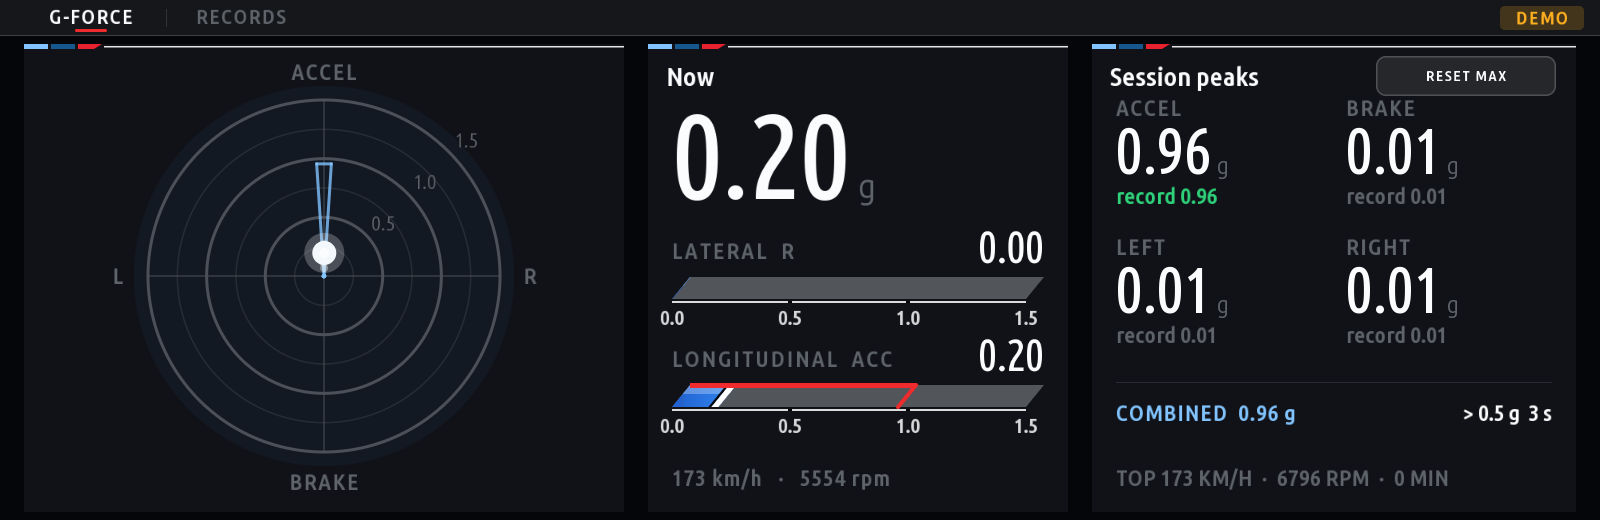 G-FORCE
RECORDS
DEMO
ACCEL
1.5
1.0
0.5
L
R
BRAKE
Now
0.20 g
LATERAL R 0.00
0.0 0.5 1.0 1.5
LONGITUDINAL ACC 0.20
0.0 0.5 1.0 1.5
173 km/h · 5554 rpm
Session peaks
RESET MAX
ACCEL
0.96 g
record 0.96
BRAKE
0.01 g
record 0.01
LEFT
0.01 g
record 0.01
RIGHT
0.01 g
record 0.01
COMBINED 0.96 g
> 0.5 g 3 s
TOP 173 KM/H · 6796 RPM · 0 MIN